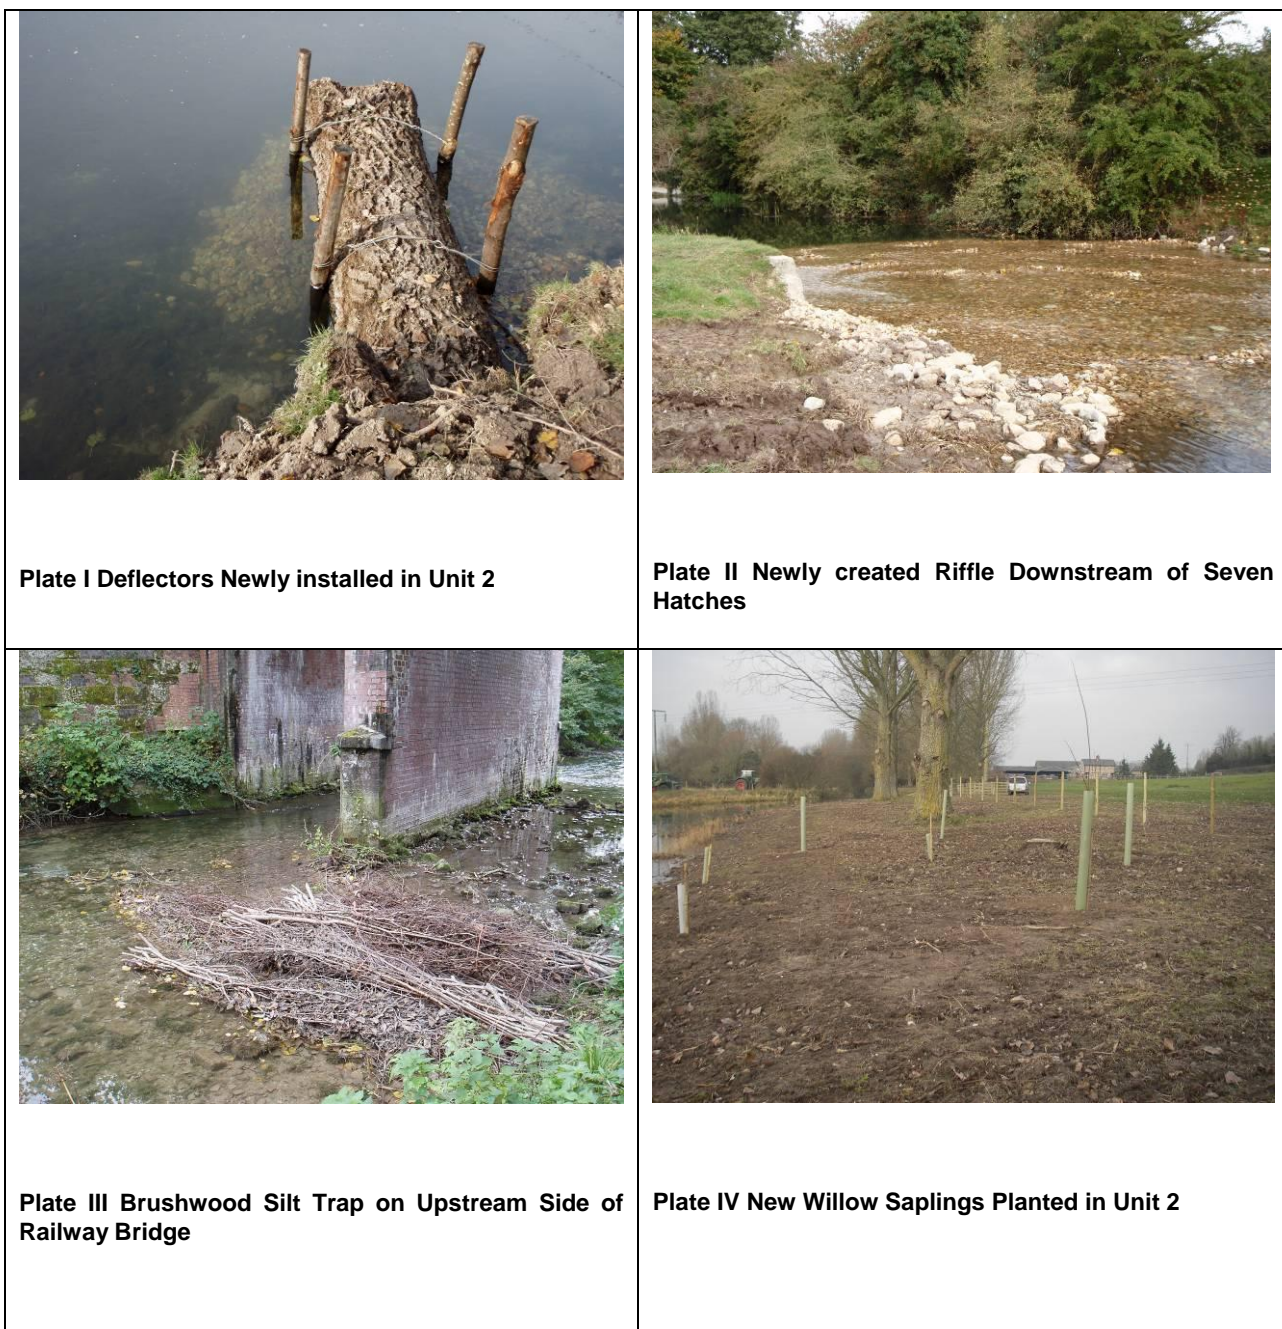 Plate I Deflectors Newly installed in Unit 2
Plate II Newly created Riffle Downstream of Seven
Hatches
Plate III Brushwood Silt Trap on Upstream Side of
Railway Bridge
Plate IV New Willow Saplings Planted in Unit 2